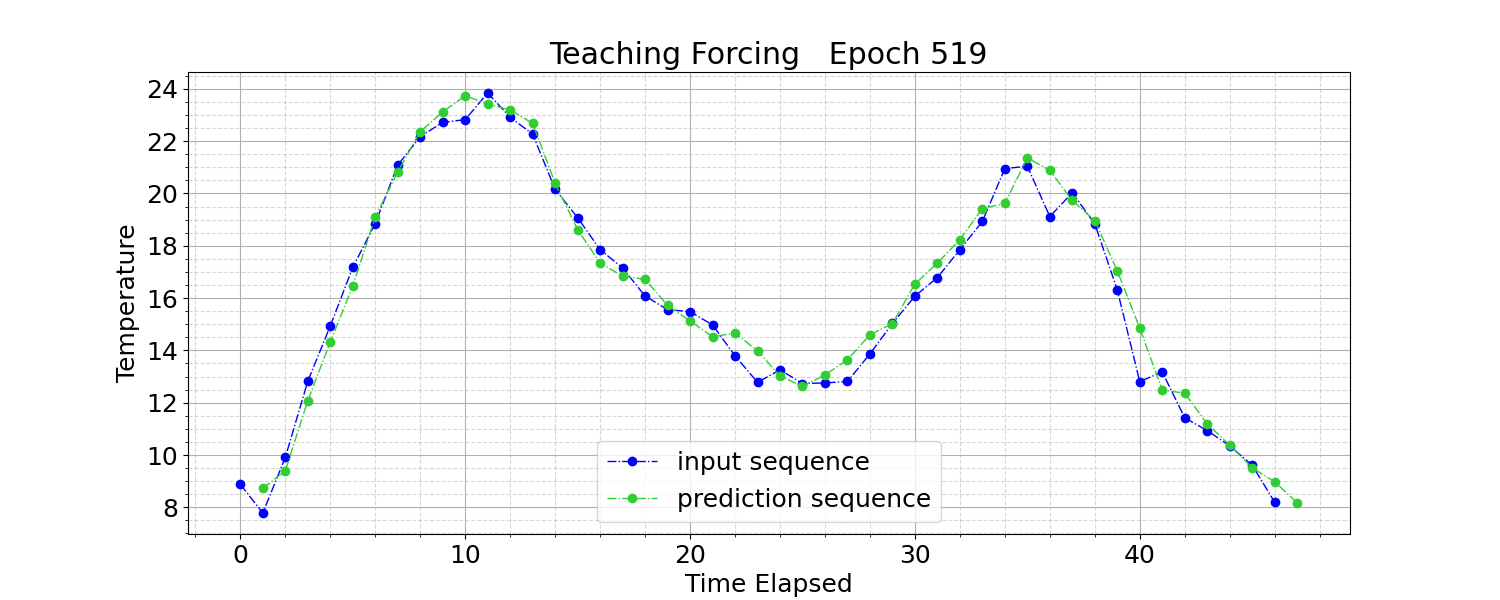 Teaching Forcing   Epoch 519
24
22
20
18
16
14
12
10
8
Temperature
input sequence
prediction sequence
0 10 20 30 40
Time Elapsed